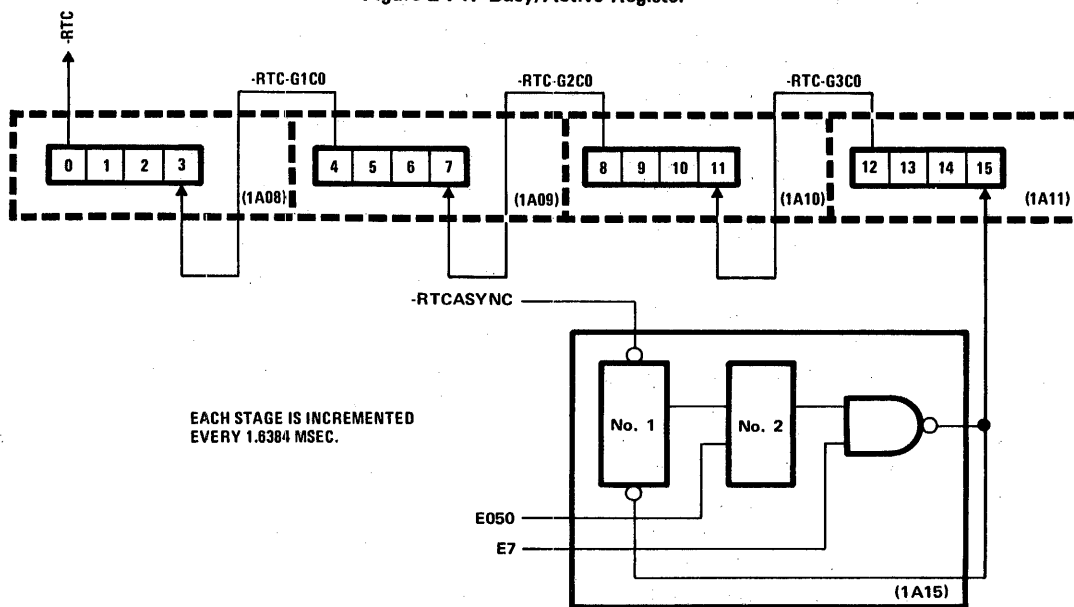 Figure 2-141. Busy/Active Register
-RTC
-RTC-G1C0
-RTC-G2C0
-RTC-G3C0
0 1 2 3
4 5 6 7
8 9 10 11
12 13 14 15
(1A08)
(1A09)
(1A10)
(1A11)
-RTCASYNC
EACH STAGE IS INCREMENTED
EVERY 1.6384 MSEC.
No. 1
No. 2
E050
E7
(1A15)